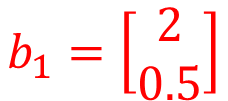 b₁ = [2
0.5]